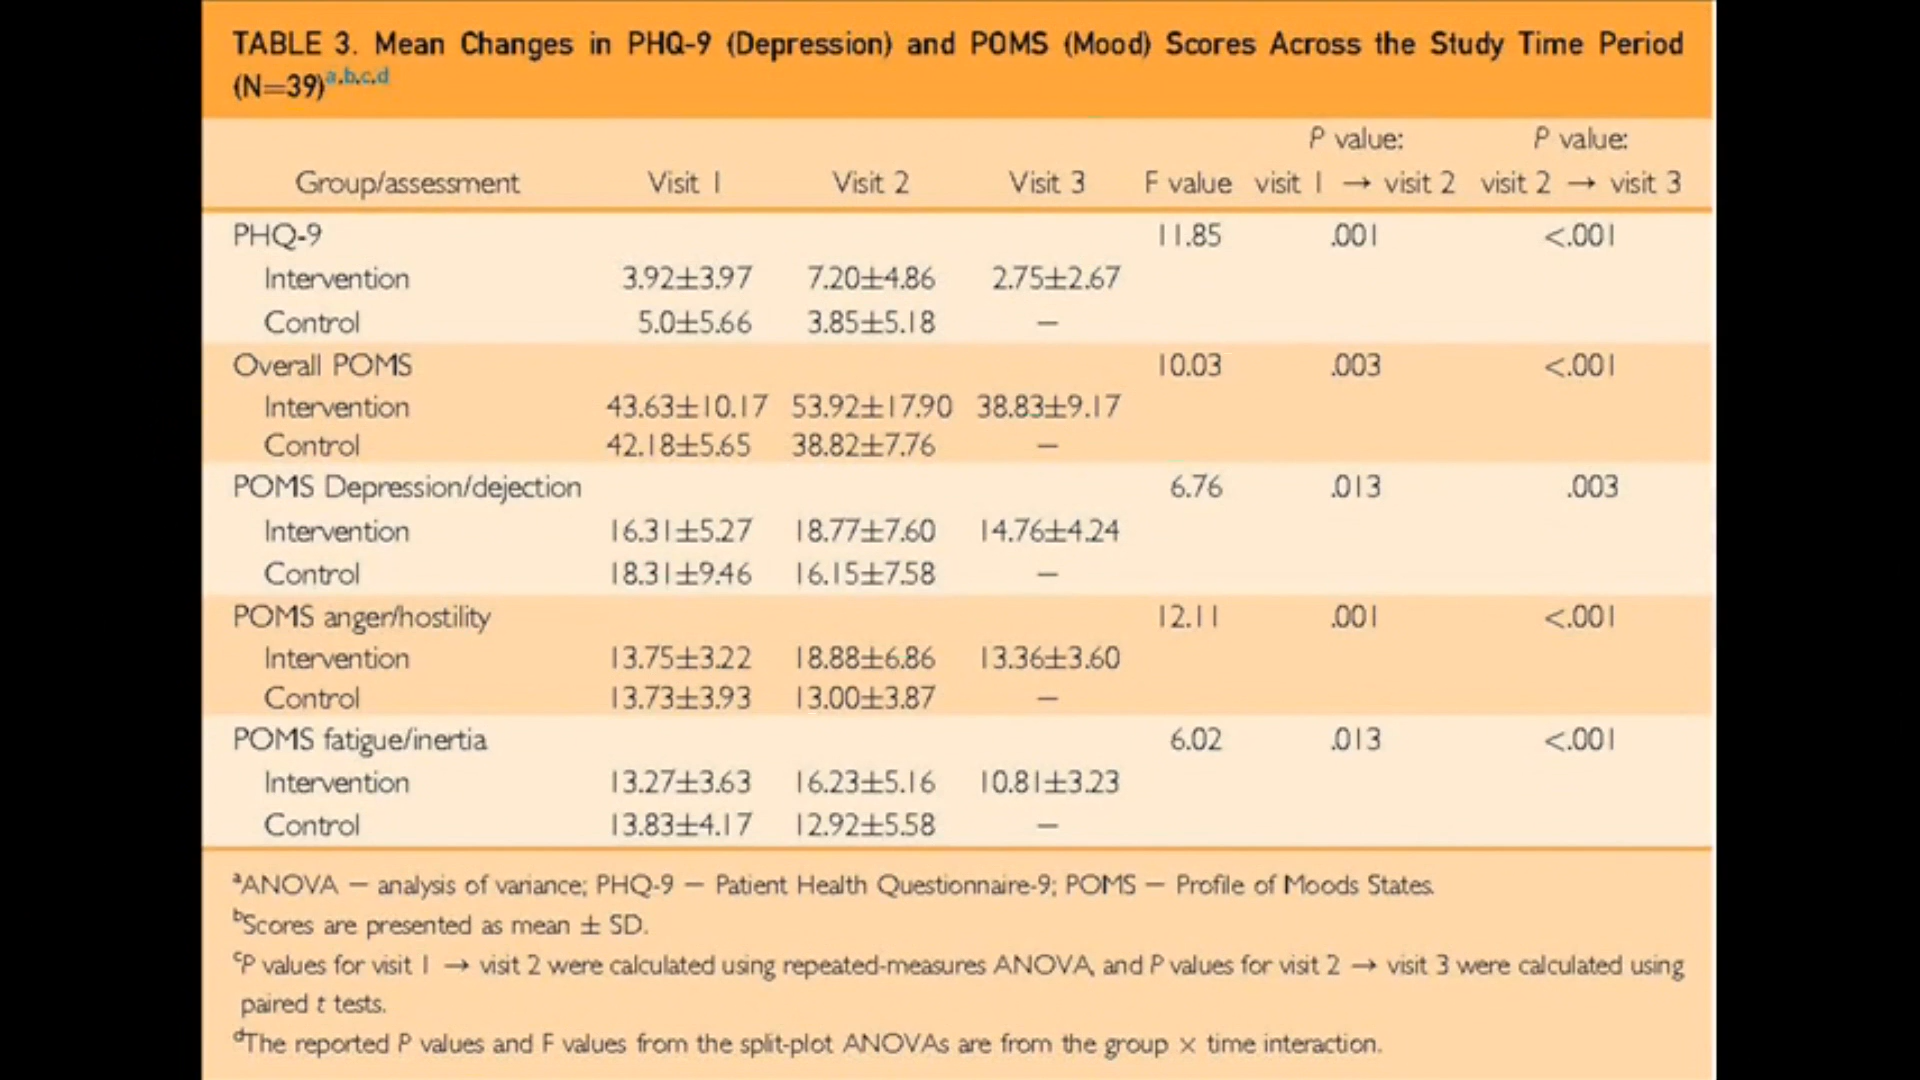 TABLE 3. Mean Changes in PHQ-9 (Depression) and POMS (Mood) Scores Across the Study Time Period
(N=39)a,b,c,d
P value: P value:
Group/assessment Visit 1 Visit 2 Visit 3 F value visit 1 → visit 2 visit 2 → visit 3
PHQ-9 11.85 .001 <.001
Intervention 3.92±3.97 7.20±4.86 2.75±2.67
Control 5.0±5.66 3.85±5.18 —
Overall POMS 10.03 .003 <.001
Intervention 43.63±10.17 53.92±17.90 38.83±9.17
Control 42.18±5.65 38.82±7.76 —
POMS Depression/dejection 6.76 .013 .003
Intervention 16.31±5.27 18.77±7.60 14.76±4.24
Control 18.31±9.46 16.15±7.58 —
POMS anger/hostility 12.11 .001 <.001
Intervention 13.75±3.22 18.88±6.86 13.36±3.60
Control 13.73±3.93 13.00±3.87 —
POMS fatigue/inertia 6.02 .013 <.001
Intervention 13.27±3.63 16.23±5.16 10.81±3.23
Control 13.83±4.17 12.92±5.58 —
aANOVA — analysis of variance; PHQ-9 — Patient Health Questionnaire-9; POMS — Profile of Moods States.
bScores are presented as mean ± SD.
cP values for visit 1 → visit 2 were calculated using repeated-measures ANOVA, and P values for visit 2 → visit 3 were calculated using
paired t tests.
dThe reported P values and F values from the split-plot ANOVAs are from the group × time interaction.